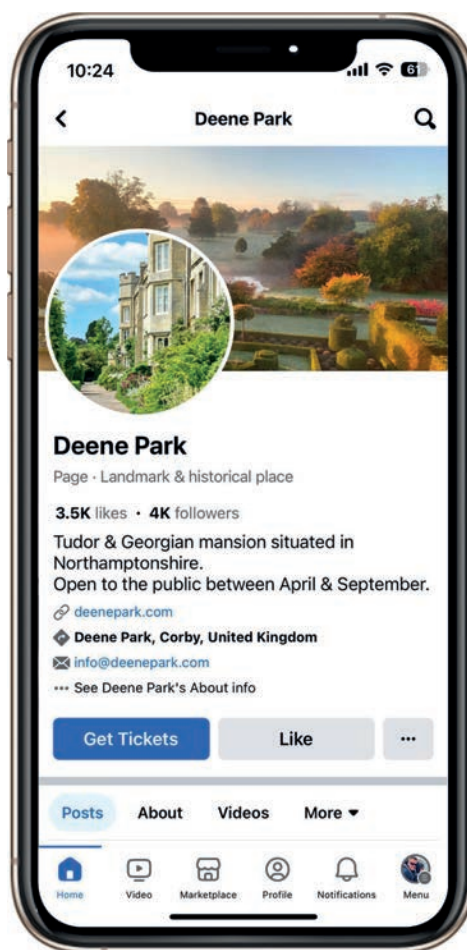 10:24
61
Deene Park
Deene Park
Page · Landmark & historical place
3.5K likes · 4K followers
Tudor & Georgian mansion situated in
Northamptonshire.
Open to the public between April & September.
deenepark.com
Deene Park, Corby, United Kingdom
info@deenepark.com
··· See Deene Park's About info
Get Tickets Like ···
Posts About Videos More
Home Video Marketplace Profile Notifications Menu